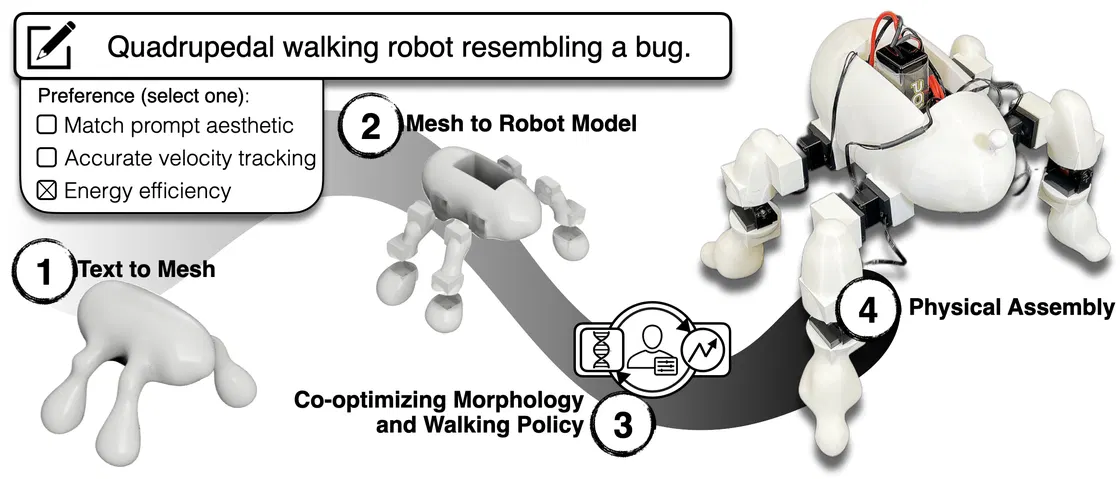 Quadrupedal walking robot resembling a bug.
Preference (select one):
Match prompt aesthetic
Accurate velocity tracking
Energy efficiency
1
Text to Mesh
2
Mesh to Robot Model
Co-optimizing Morphology
and Walking Policy
3
4
Physical Assembly